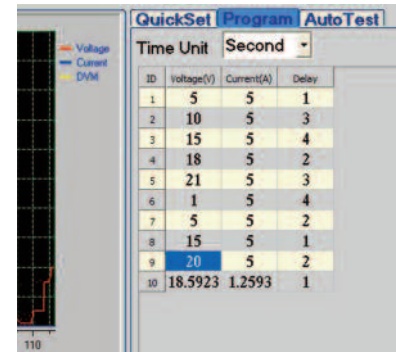 QuickSet Program AutoTest
Voltage
Current
DVM
Time Unit Second
ID Voltage(V) Current(A) Delay
1 5 5 1
2 10 5 3
3 15 5 4
4 18 5 2
5 21 5 3
6 1 5 4
7 5 5 2
8 15 5 1
9 20 5 2
10 18.5923 1.2593 1
110